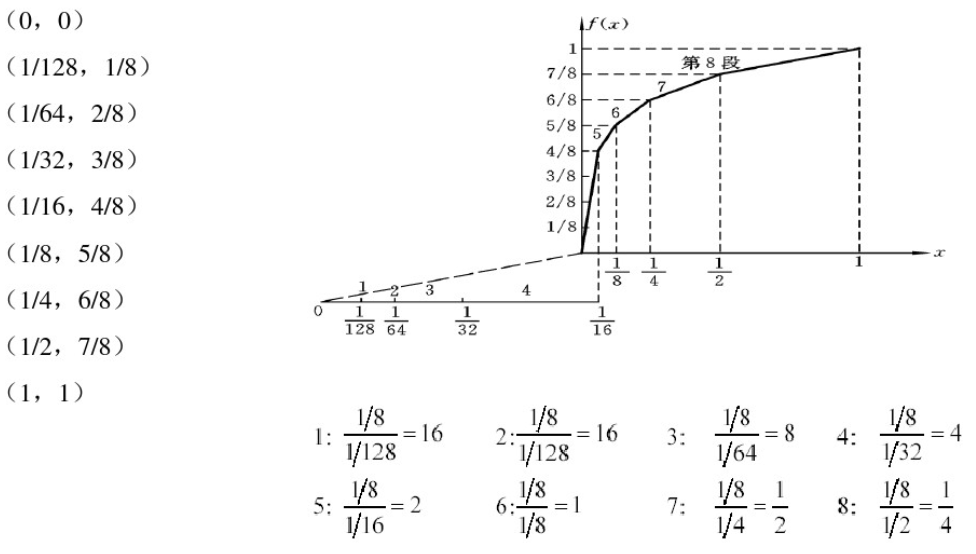 （0，0）
（1/128，1/8）
（1/64，2/8）
（1/32，3/8）
（1/16，4/8）
（1/8，5/8）
（1/4，6/8）
（1/2，7/8）
（1，1）
f(x)
1
第 8 段
7/8
7
6/8
6
5/8
5
4/8
3/8
2/8
1/8
x
1/8 1/4 1/2 1
1 2 3 4
0 1/128 1/64 1/32 1/16
1: (1/8)/(1/128) = 16 2: (1/8)/(1/128) = 16 3: (1/8)/(1/64) = 8 4: (1/8)/(1/32) = 4
5: (1/8)/(1/16) = 2 6: (1/8)/(1/8) = 1 7: (1/8)/(1/4) = 1/2 8: (1/8)/(1/2) = 1/4